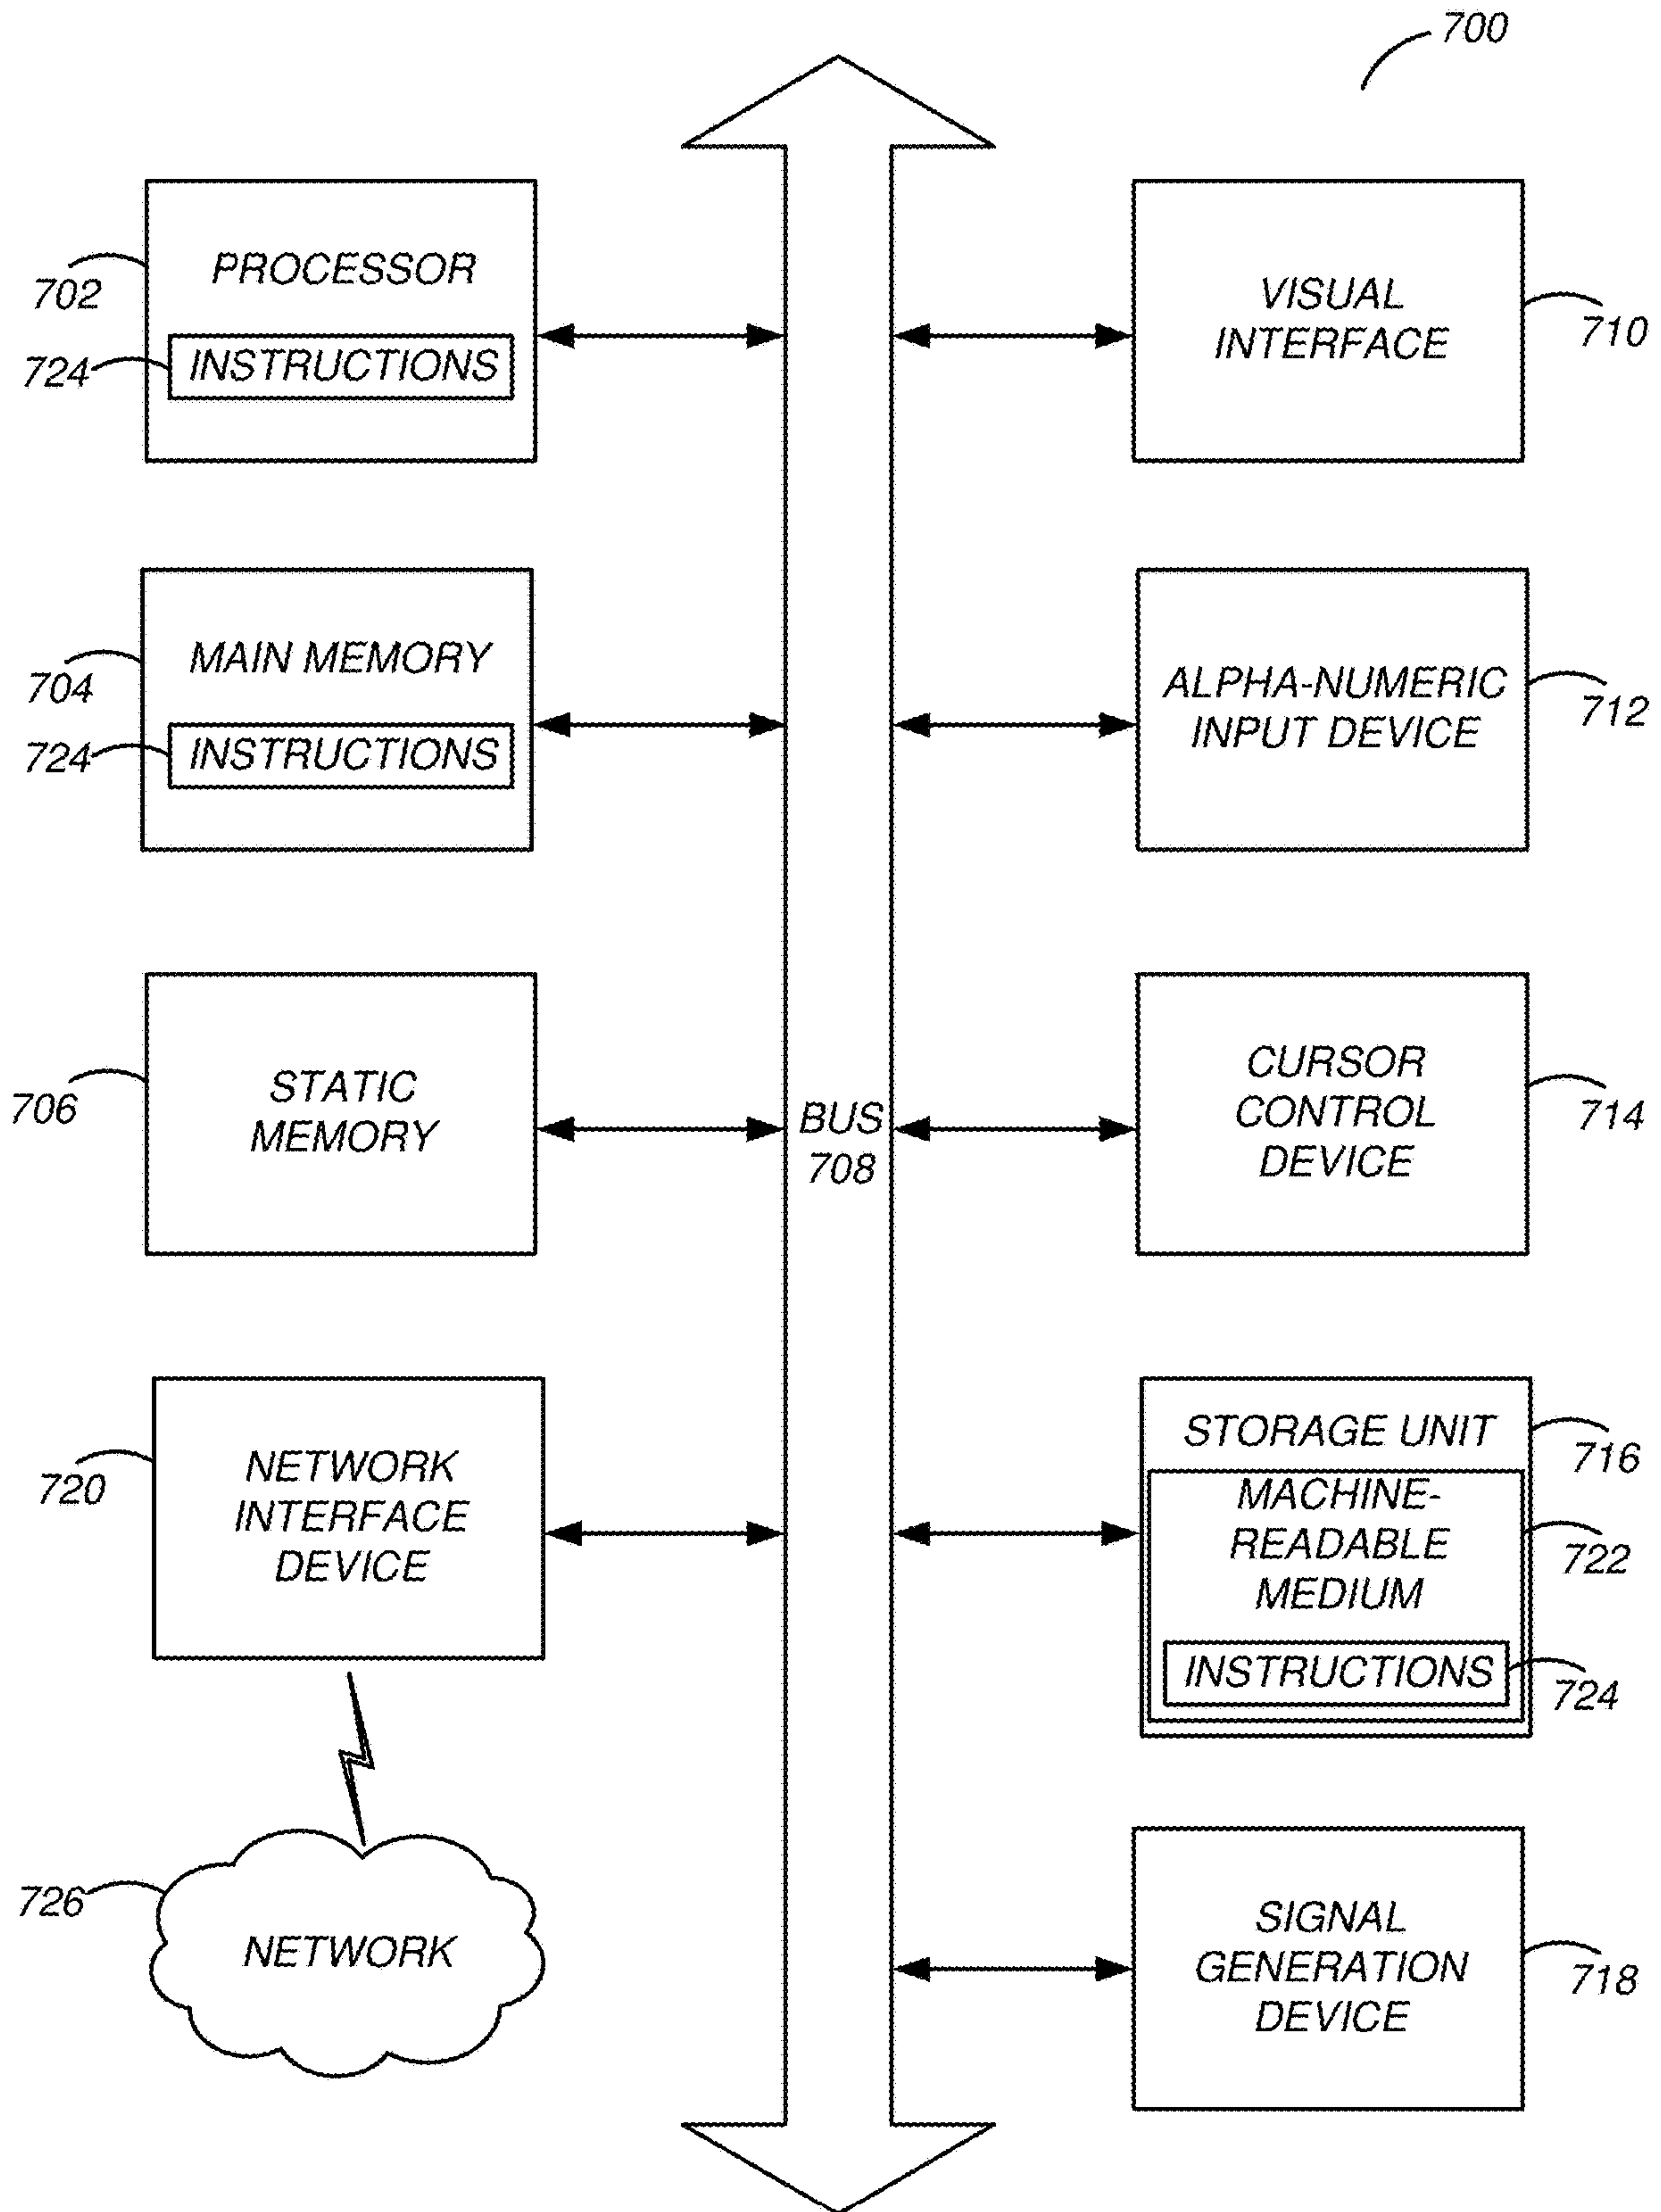 700
PROCESSOR
702
724
INSTRUCTIONS
VISUAL
INTERFACE
710
MAIN MEMORY
704
724
INSTRUCTIONS
ALPHA-NUMERIC
INPUT DEVICE
712
STATIC
MEMORY
706
BUS
708
CURSOR
CONTROL
DEVICE
714
NETWORK
INTERFACE
DEVICE
720
STORAGE UNIT
716
MACHINE-
READABLE
MEDIUM
722
INSTRUCTIONS
724
726
NETWORK
SIGNAL
GENERATION
DEVICE
718